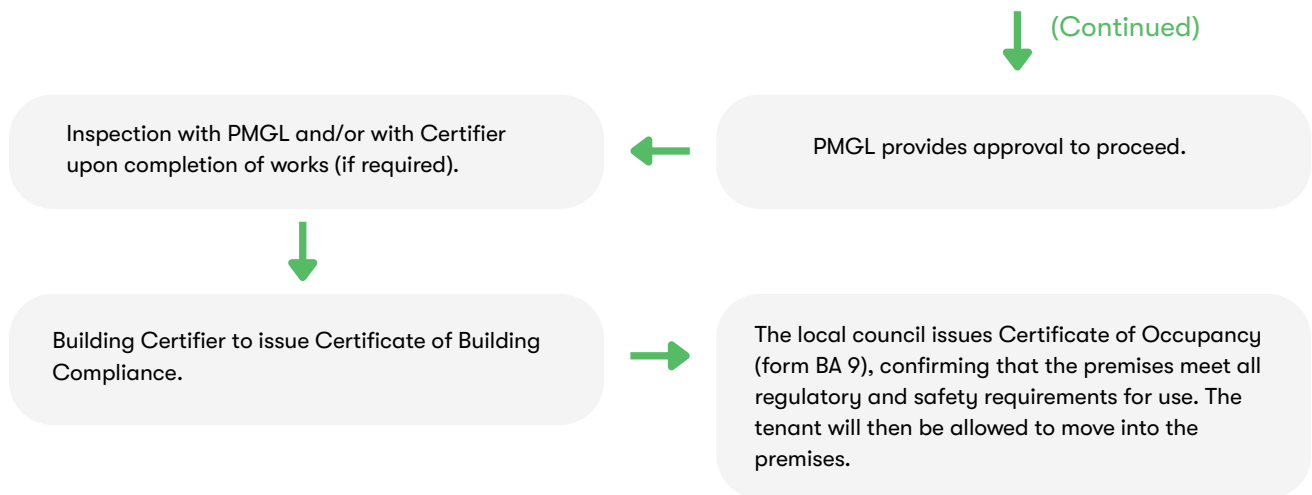 (Continued)
PMGL provides approval to proceed.
Inspection with PMGL and/or with Certifier
upon completion of works (if required).
Building Certifier to issue Certificate of Building
Compliance.
The local council issues Certificate of Occupancy
(form BA 9), confirming that the premises meet all
regulatory and safety requirements for use. The
tenant will then be allowed to move into the
premises.